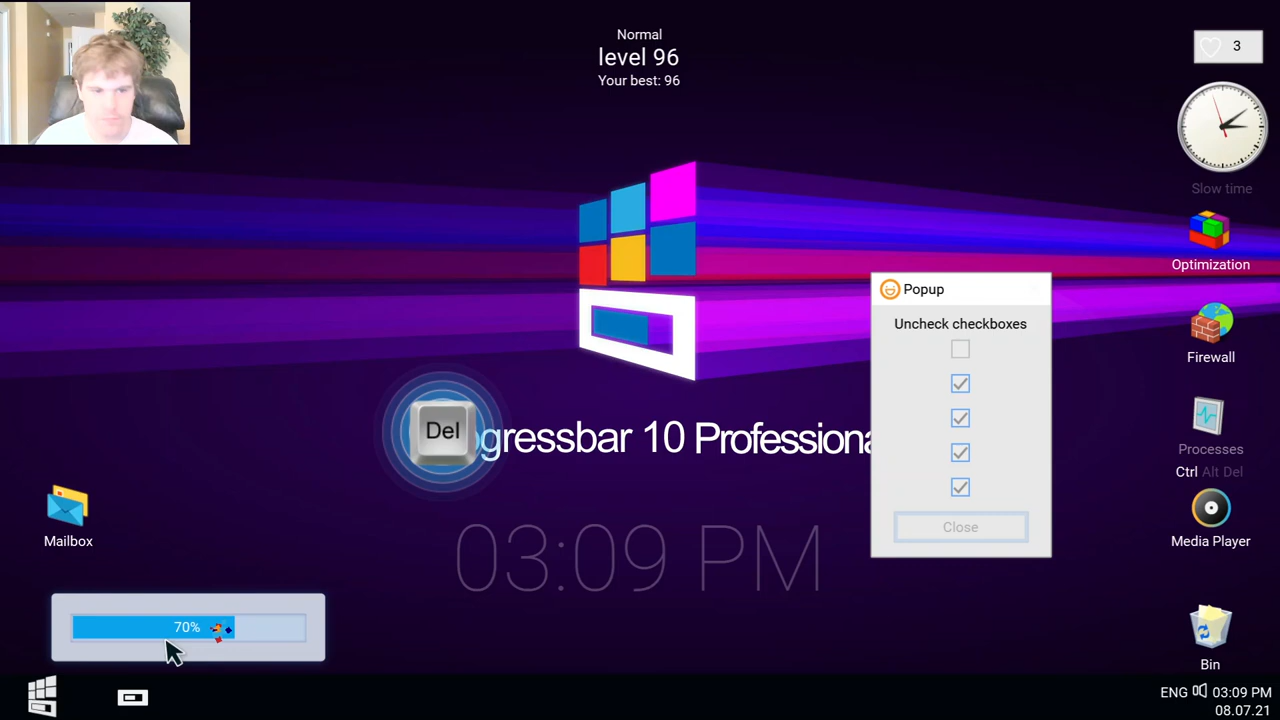 Normal
level 96
Your best: 96
3
Slow time
Optimization
Popup
Uncheck checkboxes
Firewall
Del
gressbar 10 Professiona
Processes
Ctrl Alt Del
Mailbox
Close
Media Player
03:09 PM
70%
Bin
ENG 03:09 PM
08.07.21